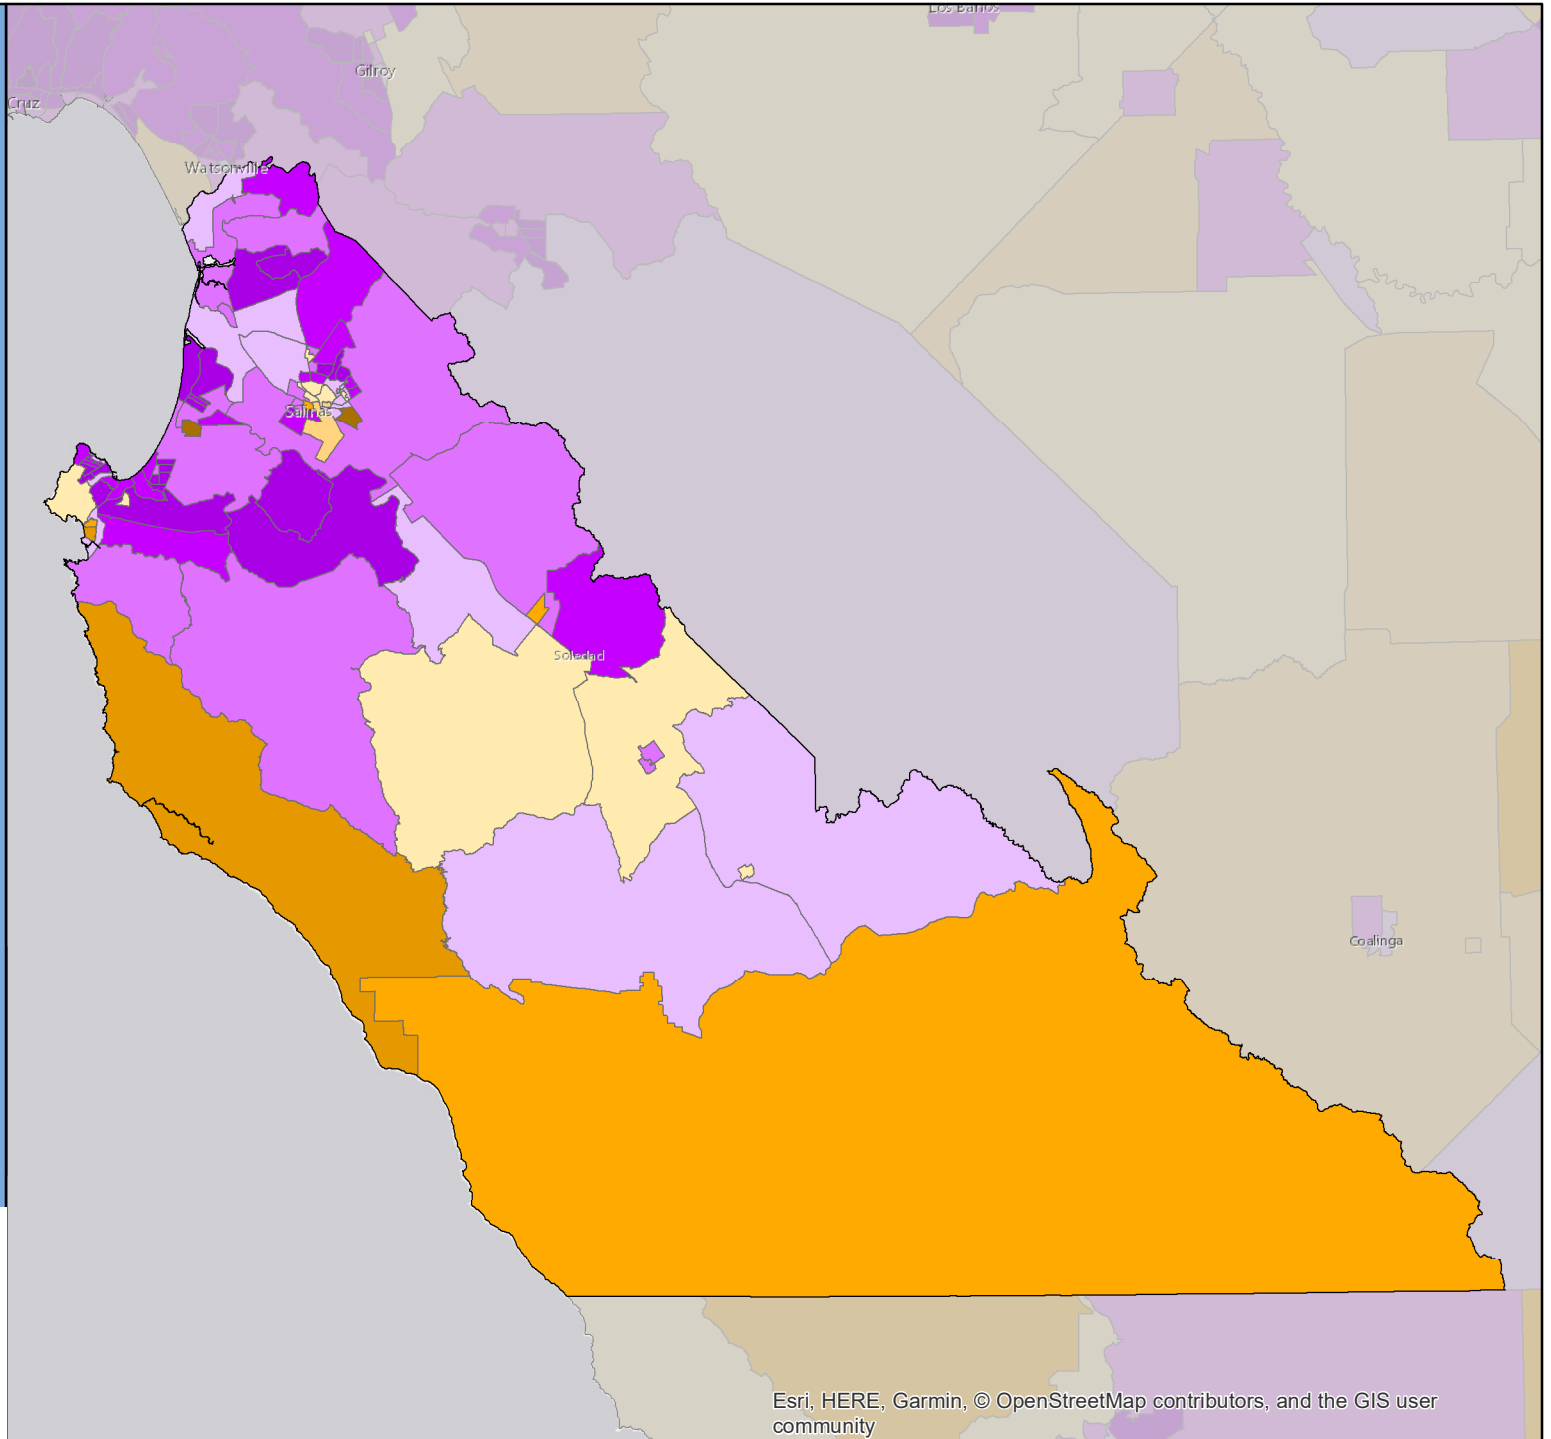 Los Banos
Gilroy
Cruz
Watsonville
Salinas
Soledad
Coalinga
Esri, HERE, Garmin, © OpenStreetMap contributors, and the GIS user
community